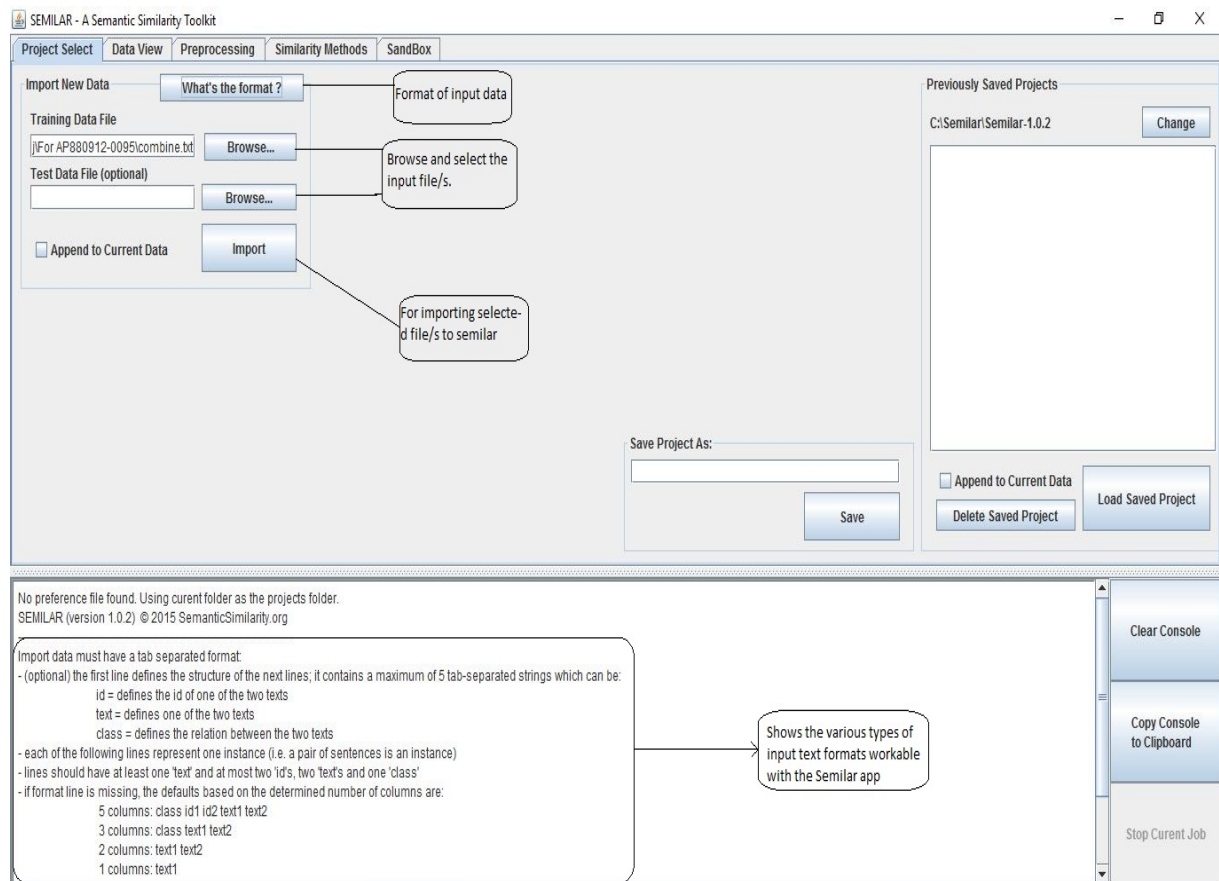 SEMILAR - A Semantic Similarity Toolkit
Project Select Data View Preprocessing Similarity Methods SandBox
Import New Data
What's the format ?
Training Data File
j\For AP880912-0095\combine.txt
Browse...
Test Data File (optional)
Browse...
Append to Current Data
Import
Format of input data
Browse and select the
input file/s.
For importing selecte-
d file/s to semilar
Save Project As:
Save
Previously Saved Projects
C:\Semilar\Semilar-1.0.2
Change
Append to Current Data
Delete Saved Project
Load Saved Project
No preference file found. Using curent folder as the projects folder.
SEMILAR (version 1.0.2) © 2015 SemanticSimilarity.org
Import data must have a tab separated format:
- (optional) the first line defines the structure of the next lines; it contains a maximum of 5 tab-separated strings which can be:
id = defines the id of one of the two texts
text = defines one of the two texts
class = defines the relation between the two texts
- each of the following lines represent one instance (i.e. a pair of sentences is an instance)
- lines should have at least one 'text' and at most two 'id's, two 'text's and one 'class'
- if format line is missing, the defaults based on the determined number of columns are:
5 columns: class id1 id2 text1 text2
3 columns: class text1 text2
2 columns: text1 text2
1 columns: text1
Shows the various types of
input text formats workable
with the Semilar app
Clear Console
Copy Console
to Clipboard
Stop Curent Job